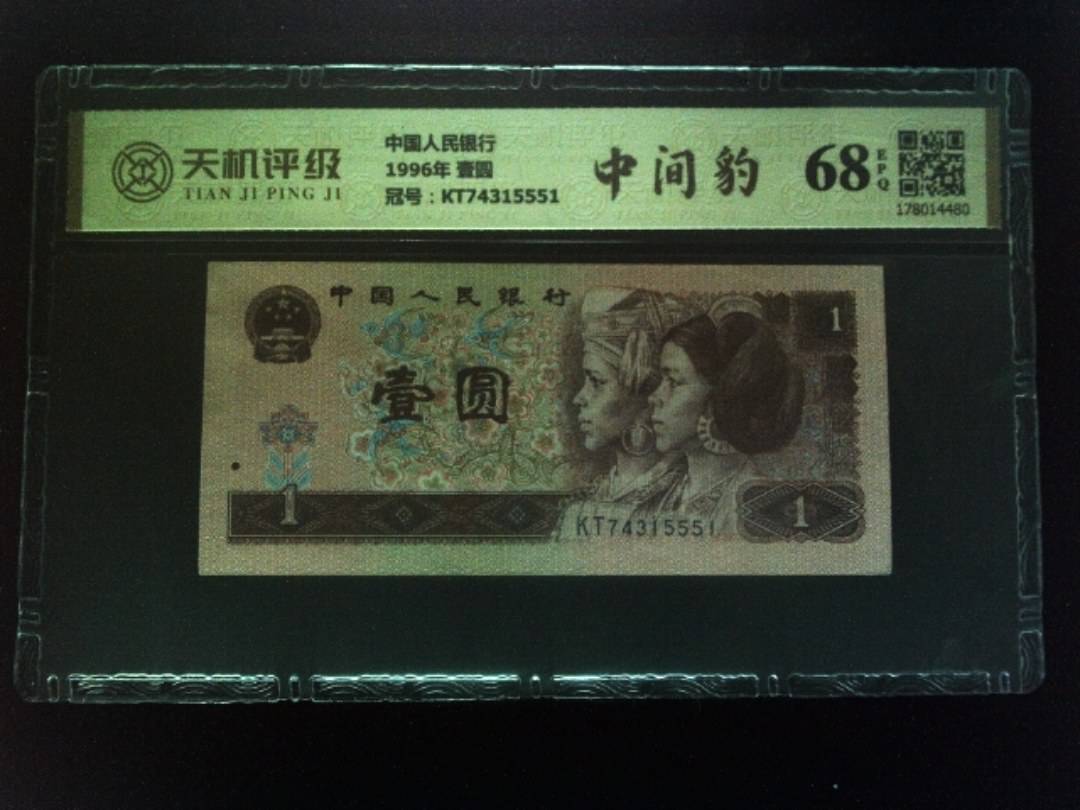 天机评级
TIAN JI PING JI
中国人民银行
1996年 壹圆
冠号：KT74315551
中间豹
68
EPQ
178014480
中国人民银行
1
壹圆
1
KT74315551
1